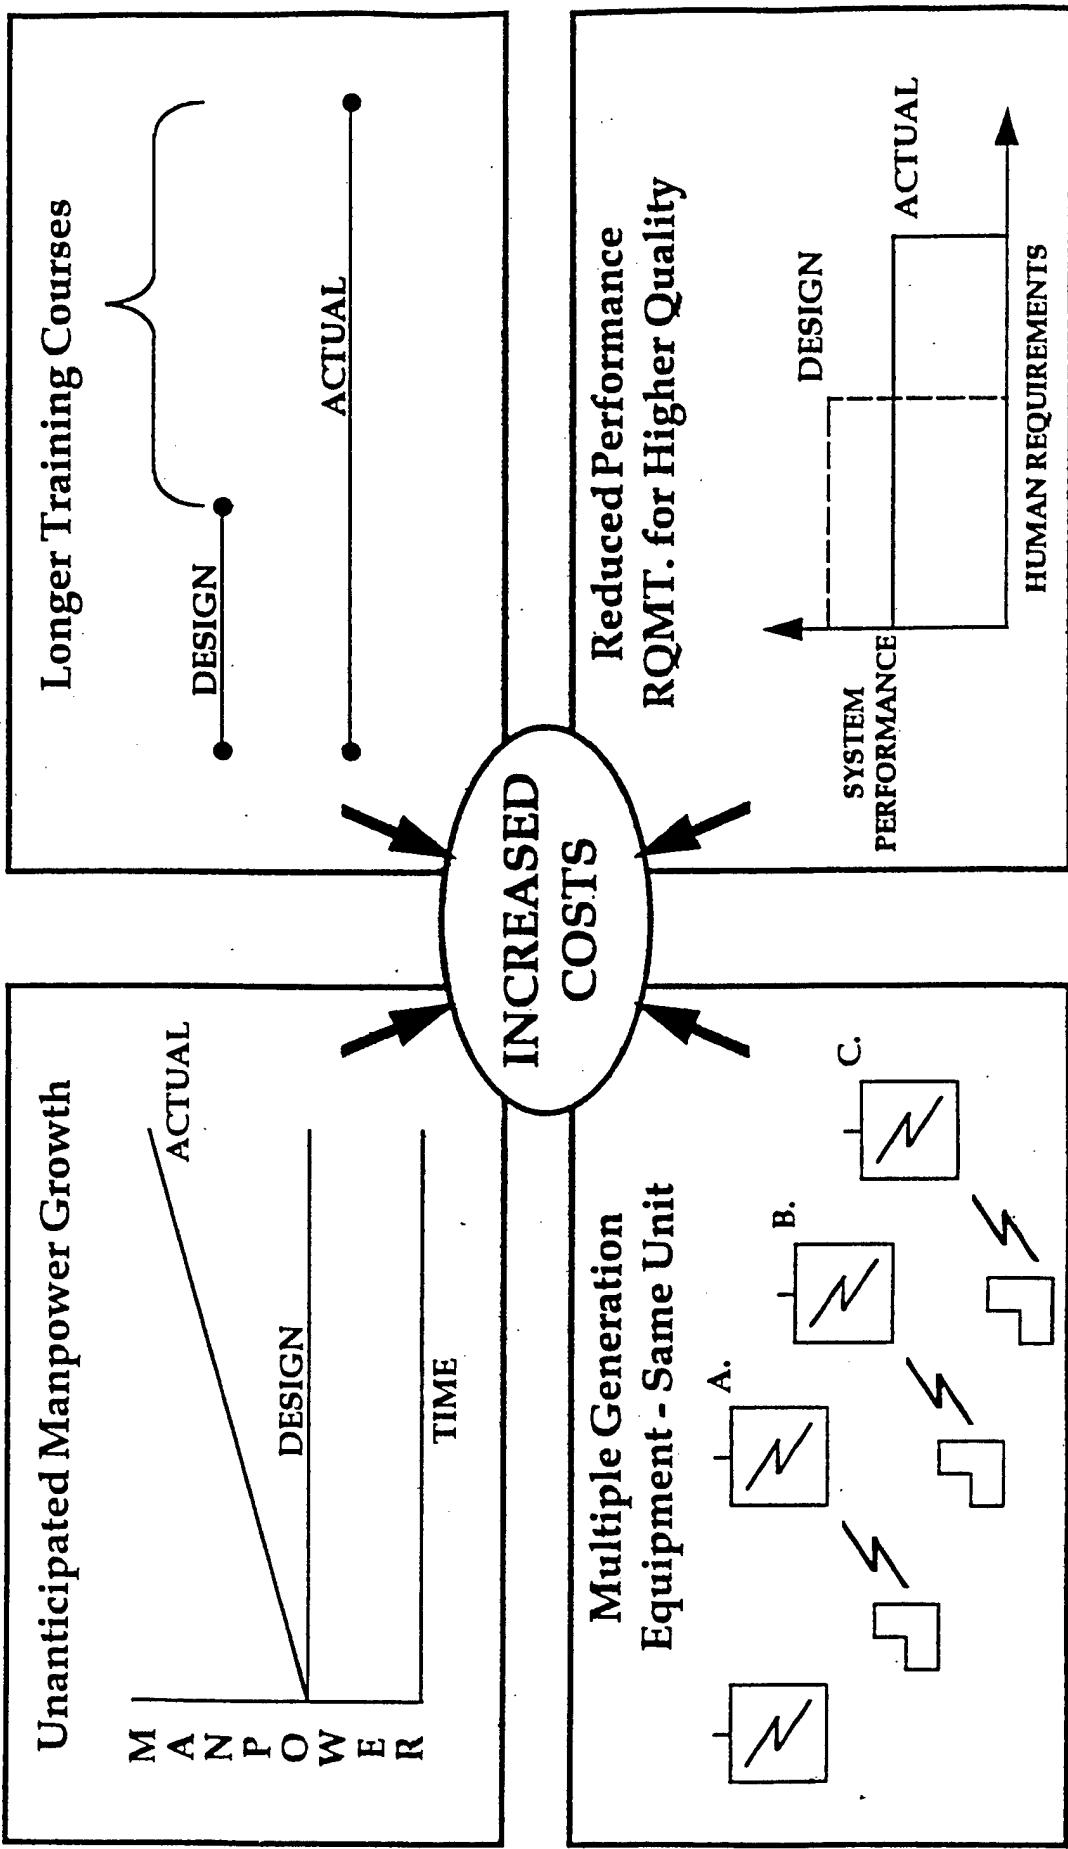 Unanticipated Manpower Growth
MANPOWER
ACTUAL
DESIGN
TIME
Longer Training Courses
DESIGN
ACTUAL
INCREASED
COSTS
Multiple Generation
Equipment - Same Unit
A.
B.
C.
Reduced Performance
RQMT. for Higher Quality
SYSTEM
PERFORMANCE
DESIGN
ACTUAL
HUMAN REQUIREMENTS